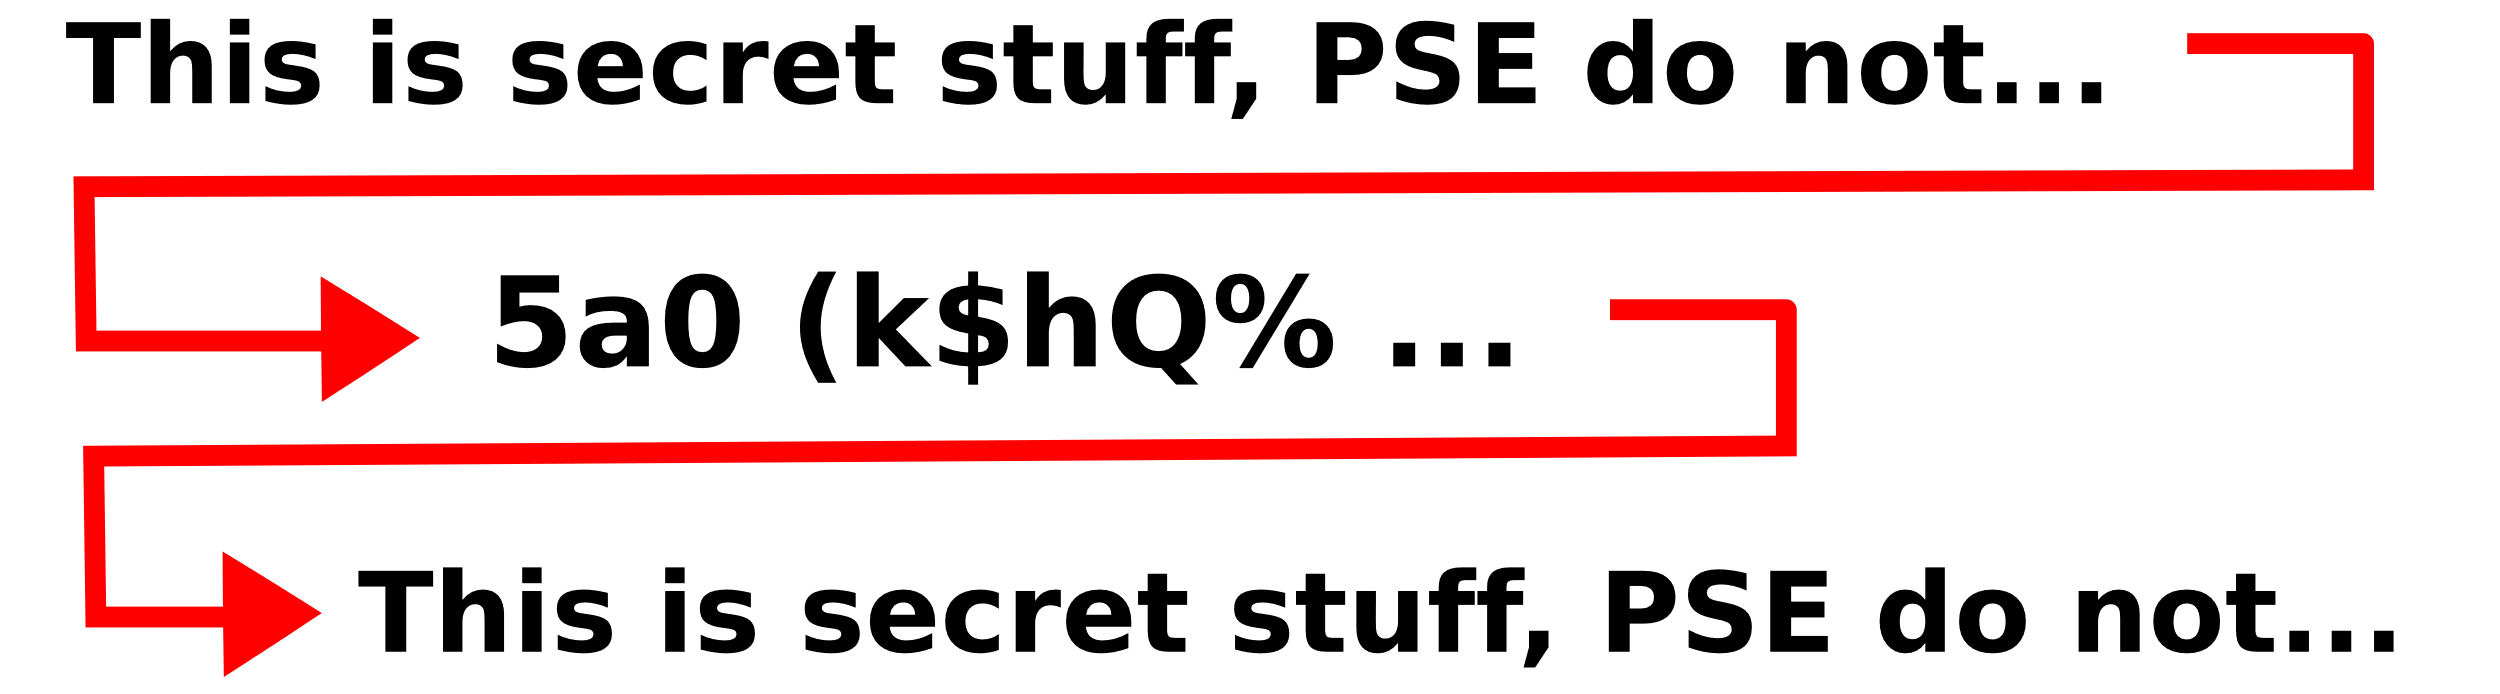 This is secret stuff, PSE do not...
5a0 (k$hQ% ...
This is secret stuff, PSE do not...